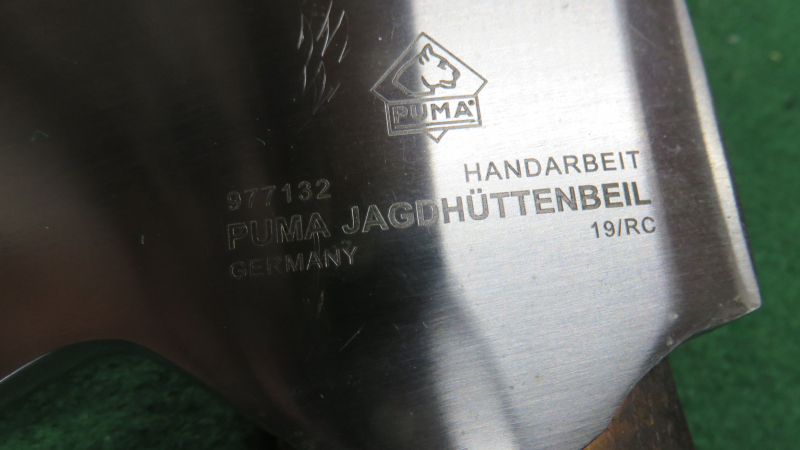 PUMA®
977132 HANDARBEIT
PUMA JAGDHÜTTENBEIL
GERMANY 19/RC